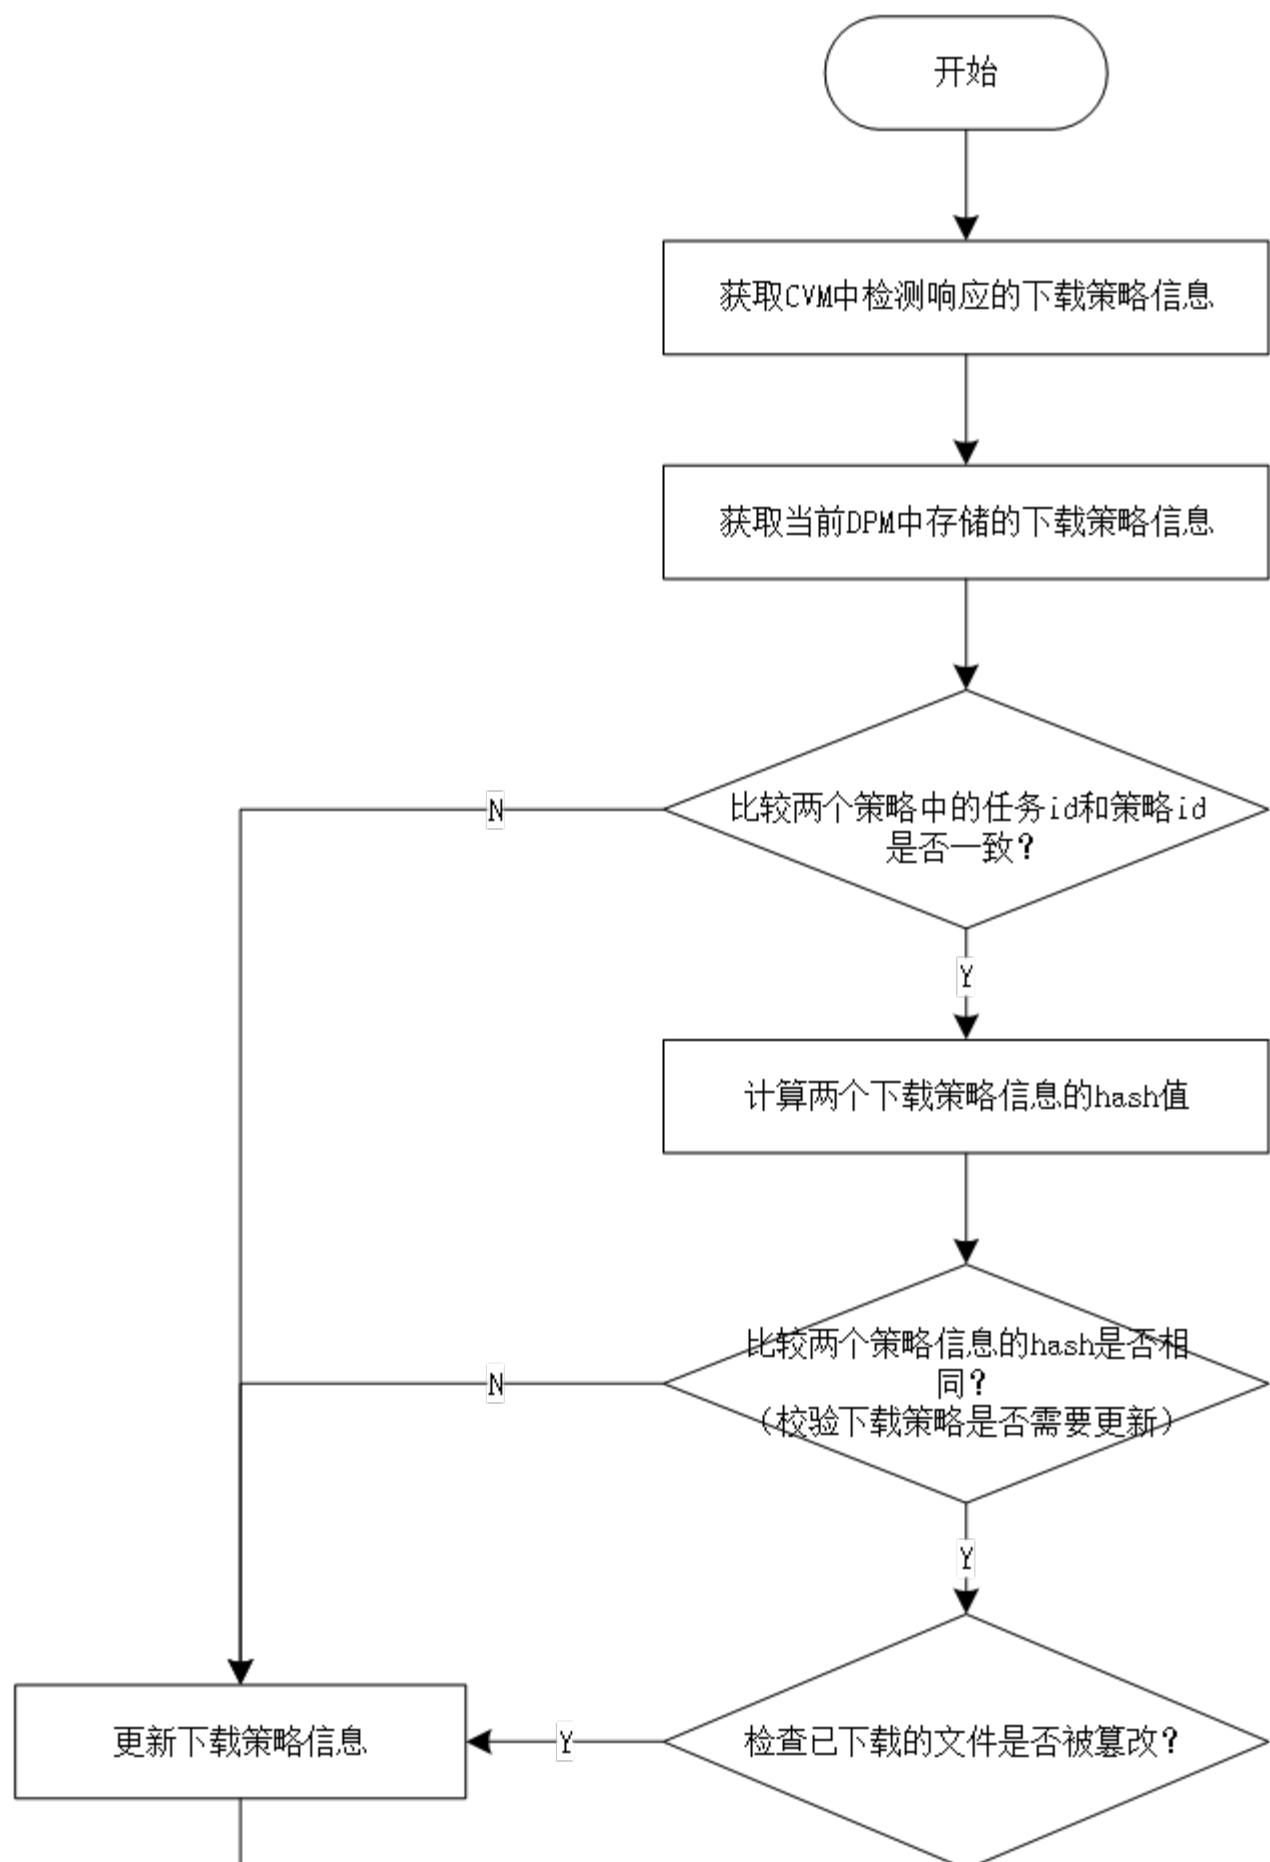 开始
获取CVM中检测响应的下载策略信息
获取当前DPM中存储的下载策略信息
N
比较两个策略中的任务id和策略id
是否一致？
Y
计算两个下载策略信息的hash值
N
比较两个策略信息的hash是否相
同？
（校验下载策略是否需要更新）
Y
更新下载策略信息
Y
检查已下载的文件是否被篡改？